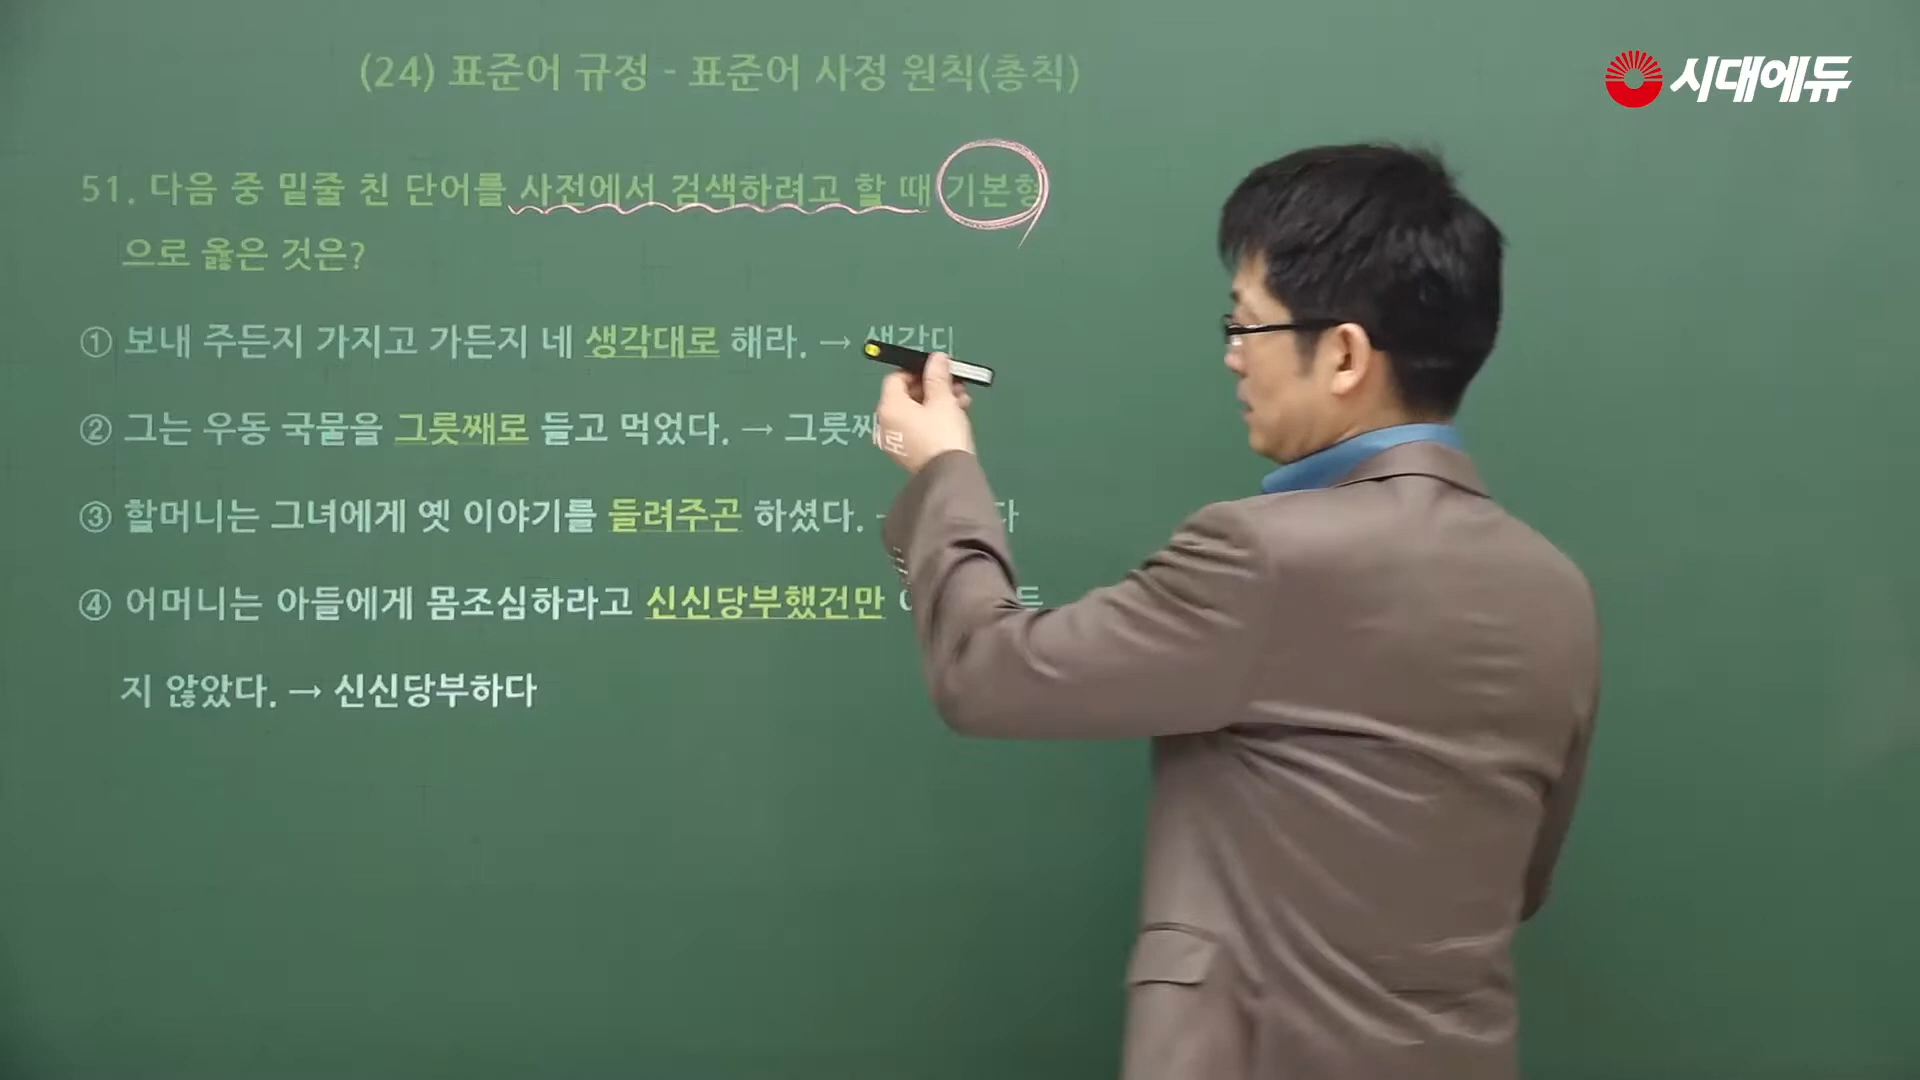 (24) 표준어 규정 - 표준어 사정 원칙(총칙)
시대에듀
51. 다음 중 밑줄 친 단어를 사전에서 검색하려고 할 때 기본형
으로 옳은 것은?
① 보내 주든지 가지고 가든지 네 생각대로 해라. → 생각대
② 그는 우동 국물을 그릇째로 들고 먹었다. → 그릇째로
③ 할머니는 그녀에게 옛 이야기를 들려주곤 하셨다. 다
④ 어머니는 아들에게 몸조심하라고 신신당부했건만
지 않았다. → 신신당부하다